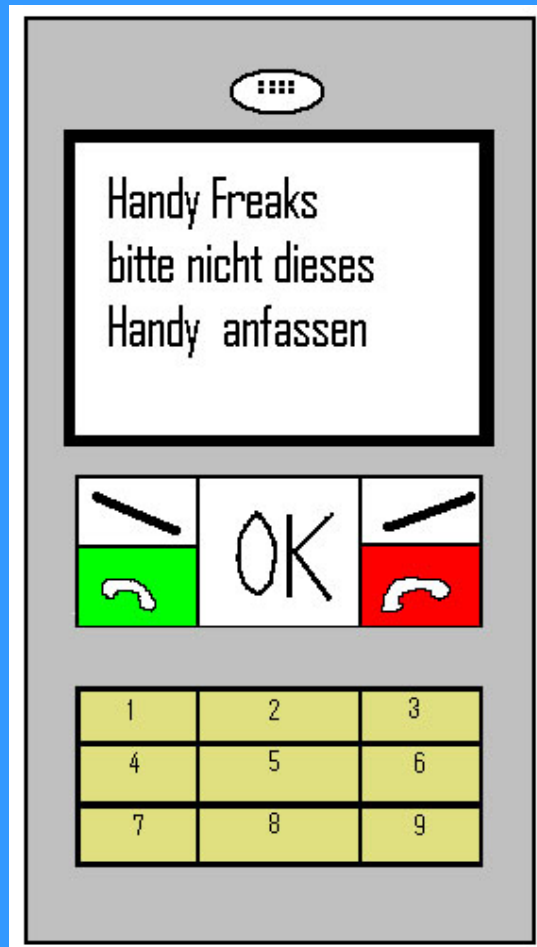 Handy Freaks
bitte nicht dieses
Handy anfassen
OK
1 2 3
4 5 6
7 8 9